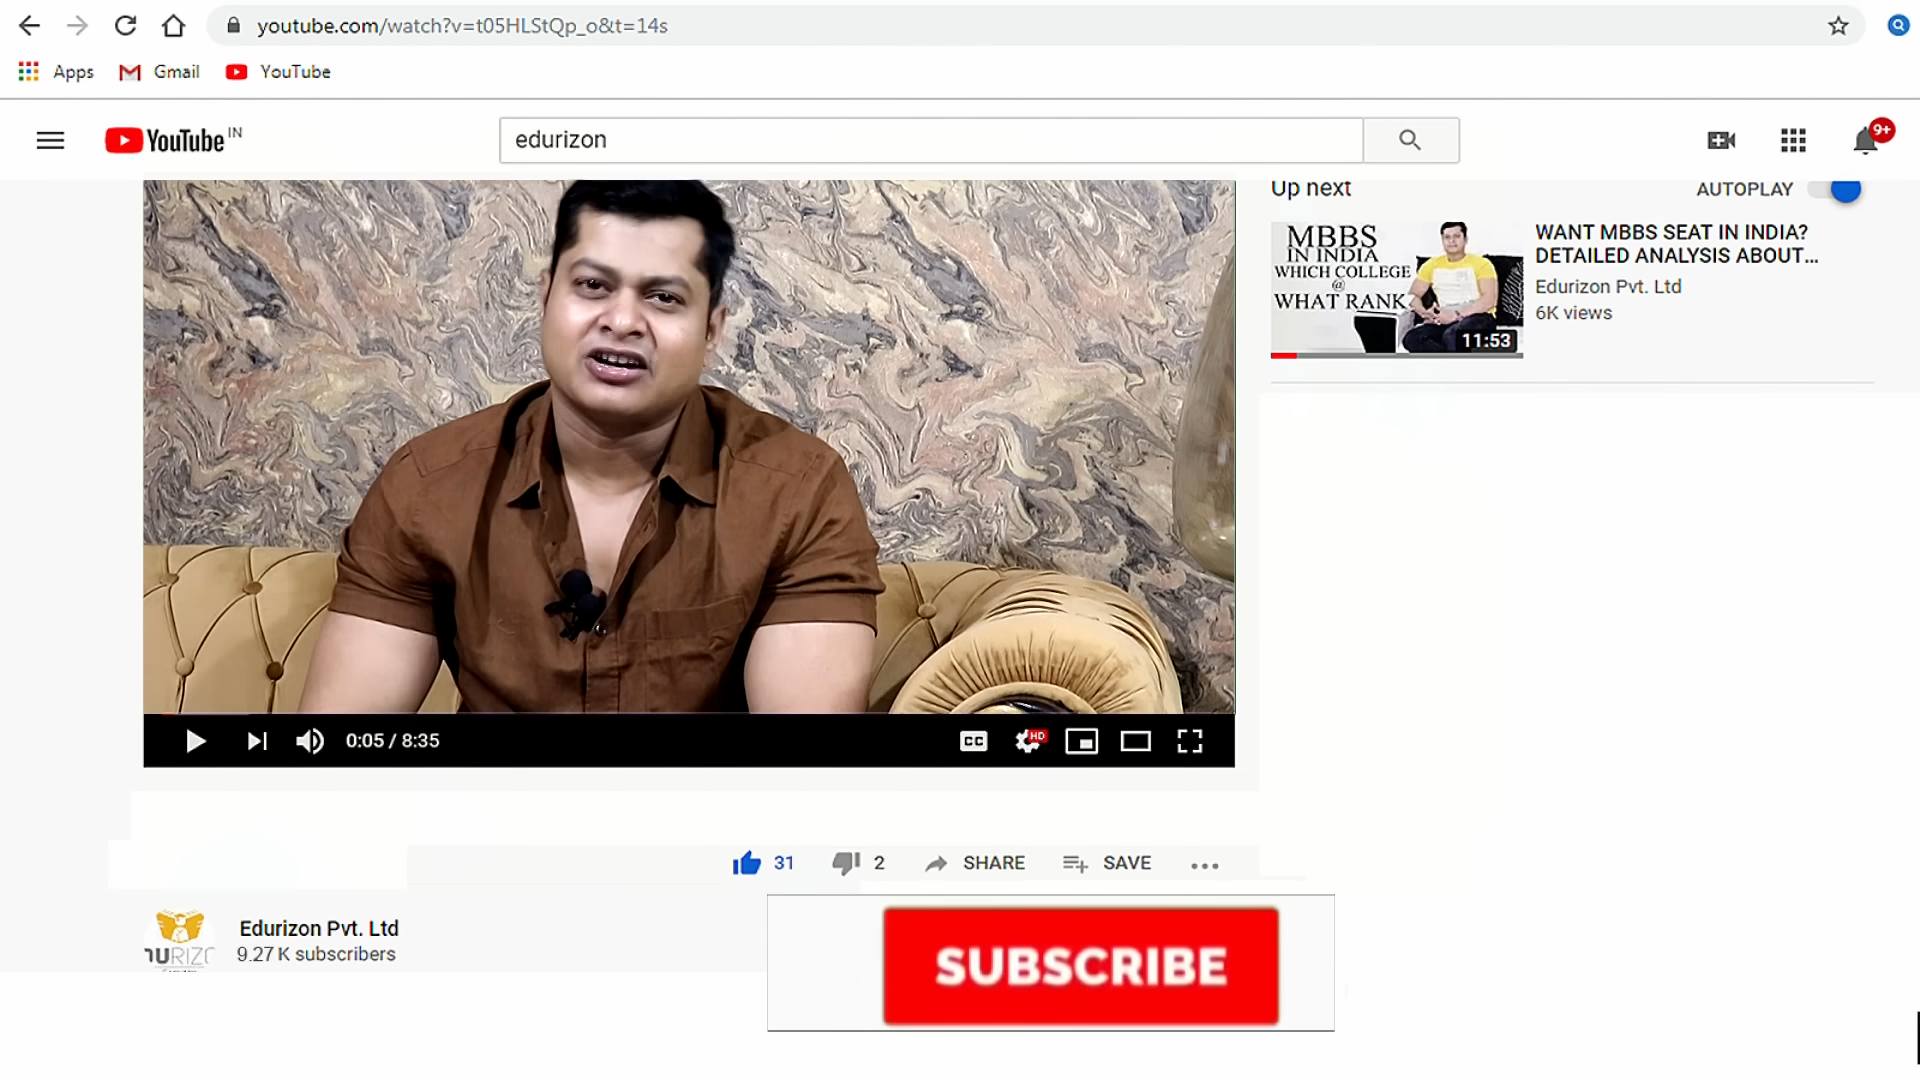 youtube.com/watch?v=t05HLStQp_o&t=14s
Apps Gmail YouTube
YouTube IN
edurizon
9+
Up next
AUTOPLAY
MBBS
IN INDIA
WHICH COLLEGE
@
WHAT RANK
11:53
WANT MBBS SEAT IN INDIA?
DETAILED ANALYSIS ABOUT...
Edurizon Pvt. Ltd
6K views
0:05 / 8:35
CC
HD
31
2
SHARE
SAVE
Edurizon Pvt. Ltd
9.27 K subscribers
SUBSCRIBE